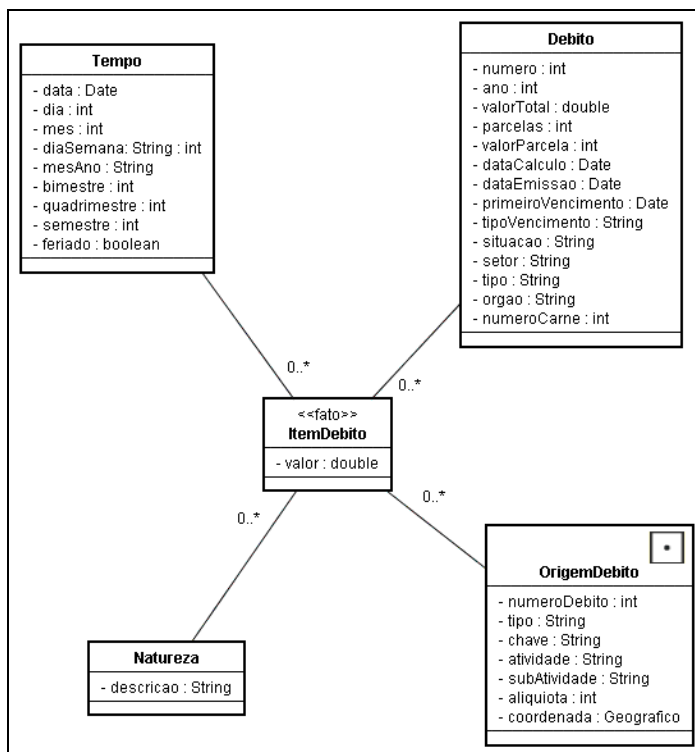 Tempo
- data : Date
- dia : int
- mes : int
- diaSemana: String : int
- mesAno : String
- bimestre : int
- quadrimestre : int
- semestre : int
- feriado : boolean
Debito
- numero : int
- ano : int
- valorTotal : double
- parcelas : int
- valorParcela : int
- dataCalculo : Date
- dataEmissao : Date
- primeiroVencimento : Date
- tipoVencimento : String
- situacao : String
- setor : String
- tipo : String
- orgao : String
- numeroCarne : int
0..*
0..*
<<fato>>
ItemDebito
- valor : double
0..*
0..*
Natureza
- descricao : String
OrigemDebito
- numeroDebito : int
- tipo : String
- chave : String
- atividade : String
- subAtividade : String
- aliquiota : int
- coordenada : Geografico